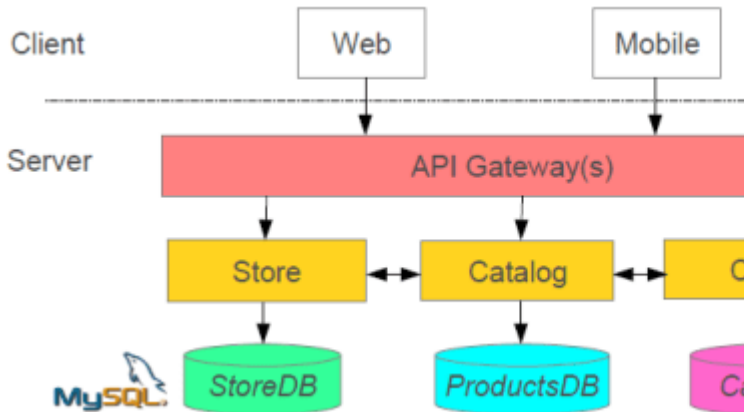 Client
Web
Mobile
Server
API Gateway(s)
Store
Catalog
StoreDB
ProductsDB
MySQL